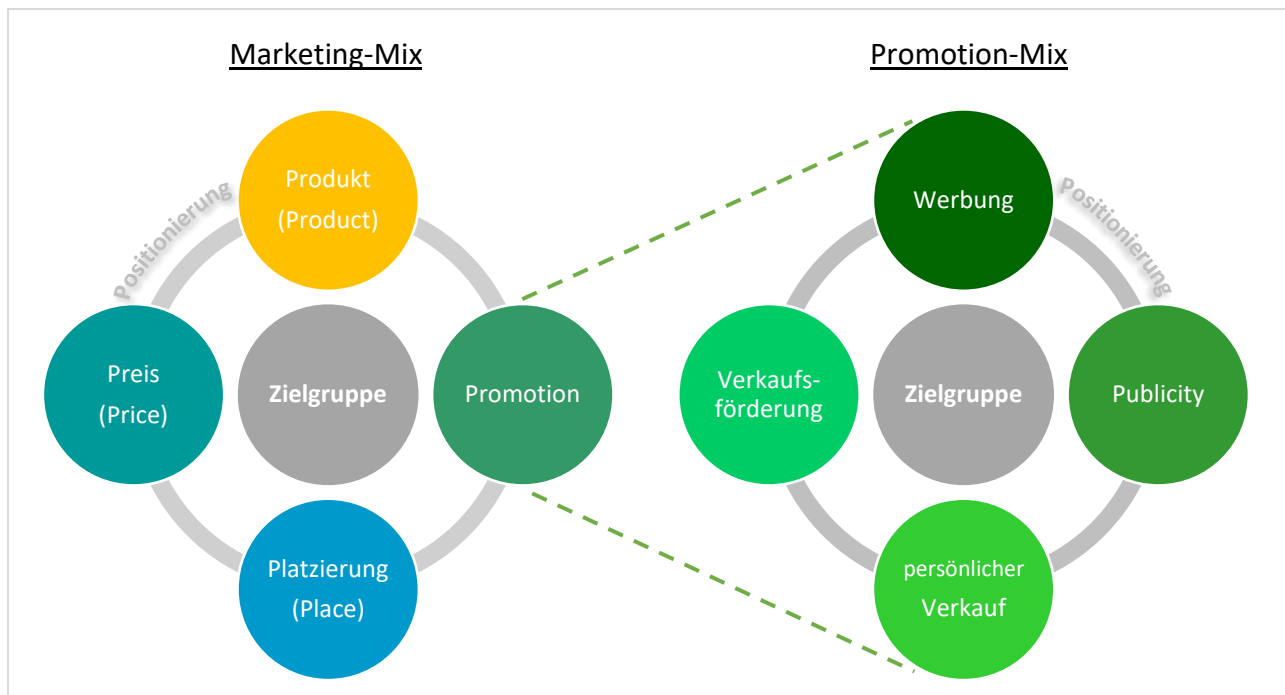 Marketing-Mix
Positionierung
Produkt
(Product)
Preis
(Price)
Zielgruppe
Promotion
Platzierung
(Place)
Promotion-Mix
Werbung
Positionierung
Verkaufs-
förderung
Zielgruppe
Publicity
persönlicher
Verkauf